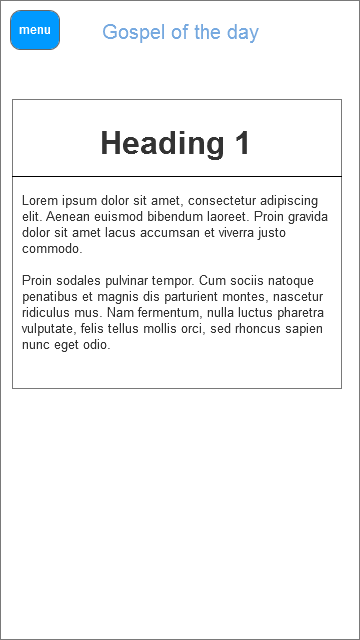 menu
Gospel of the day
Heading 1
Lorem ipsum dolor sit amet, consectetur adipiscing
elit. Aenean euismod bibendum laoreet. Proin gravida
dolor sit amet lacus accumsan et viverra justo
commodo.
Proin sodales pulvinar tempor. Cum sociis natoque
penatibus et magnis dis parturient montes, nascetur
ridiculus mus. Nam fermentum, nulla luctus pharetra
vulputate, felis tellus mollis orci, sed rhoncus sapien
nunc eget odio.